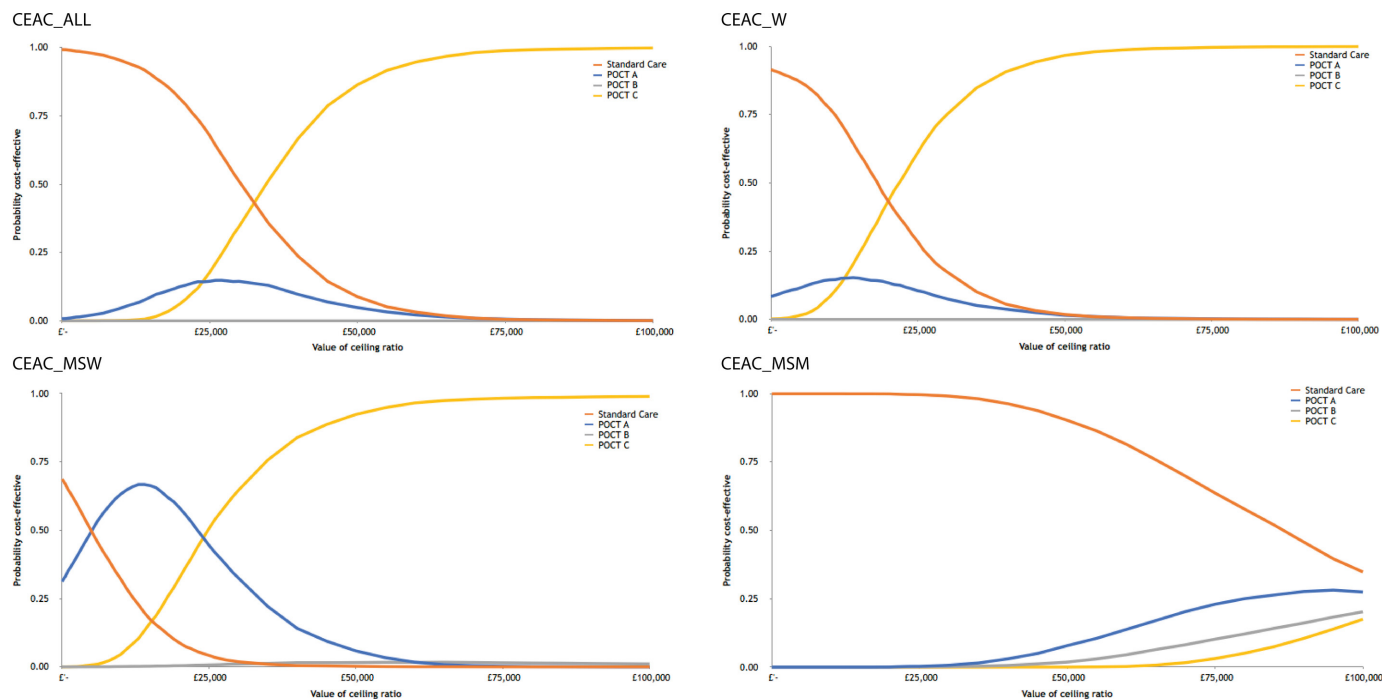 CEAC_ALL
1.00
0.75
0.50
0.25
0.00
Probability cost-effective
£-
£25,000
£50,000
£75,000
£100,000
Value of ceiling ratio
Standard Care
POCT A
POCT B
POCT C
CEAC_W
1.00
0.75
0.50
0.25
0.00
Probability cost-effective
£-
£25,000
£50,000
£75,000
£100,000
Value of ceiling ratio
Standard Care
POCT A
POCT B
POCT C
CEAC_MSW
1.00
0.75
0.50
0.25
0.00
Probability cost-effective
£-
£25,000
£50,000
£75,000
£100,000
Value of ceiling ratio
Standard Care
POCT A
POCT B
POCT C
CEAC_MSM
1.00
0.75
0.50
0.25
0.00
Probability cost-effective
£-
£25,000
£50,000
£75,000
£100,000
Value of ceiling ratio
Standard Care
POCT A
POCT B
POCT C